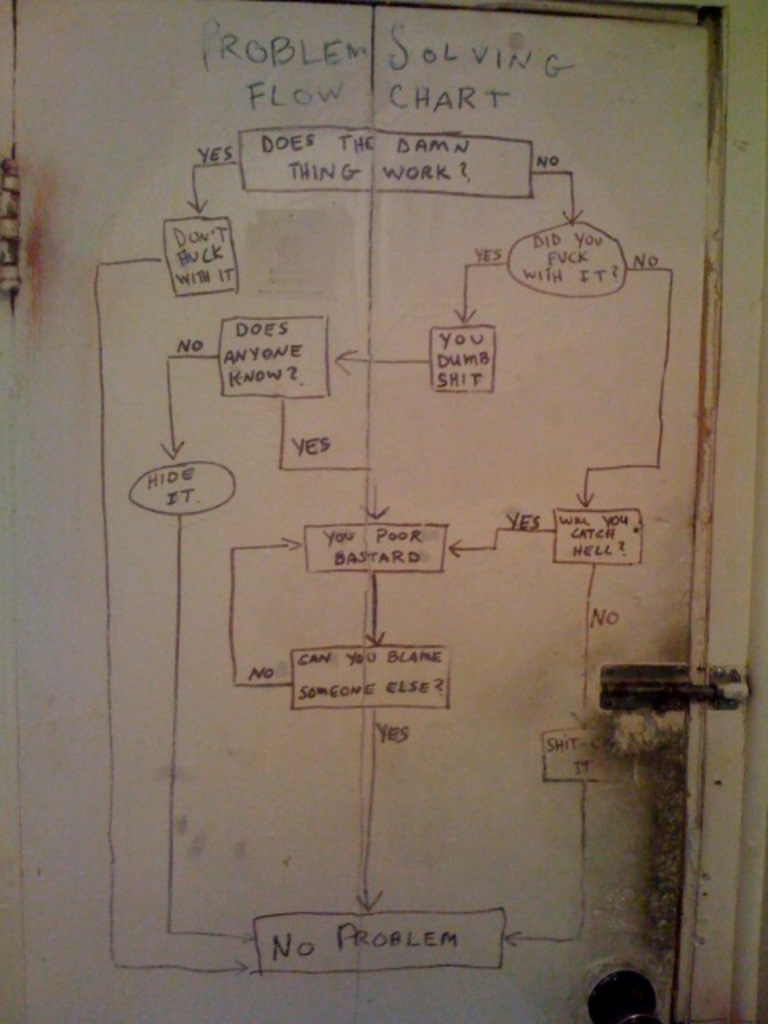 PROBLEM SOLVING
FLOW CHART
DOES THE DAMN
THING WORK?
YES
NO
DON'T
FUCK
WITH IT
DID YOU
FUCK
WITH IT?
YES
NO
YOU
DUMB
SHIT
DOES
ANYONE
KNOW?
NO
YES
HIDE
IT.
WILL YOU
CATCH
HELL?
YES
NO
YOU POOR
BASTARD
CAN YOU BLAME
SOMEONE ELSE?
NO
YES
IT
NO PROBLEM